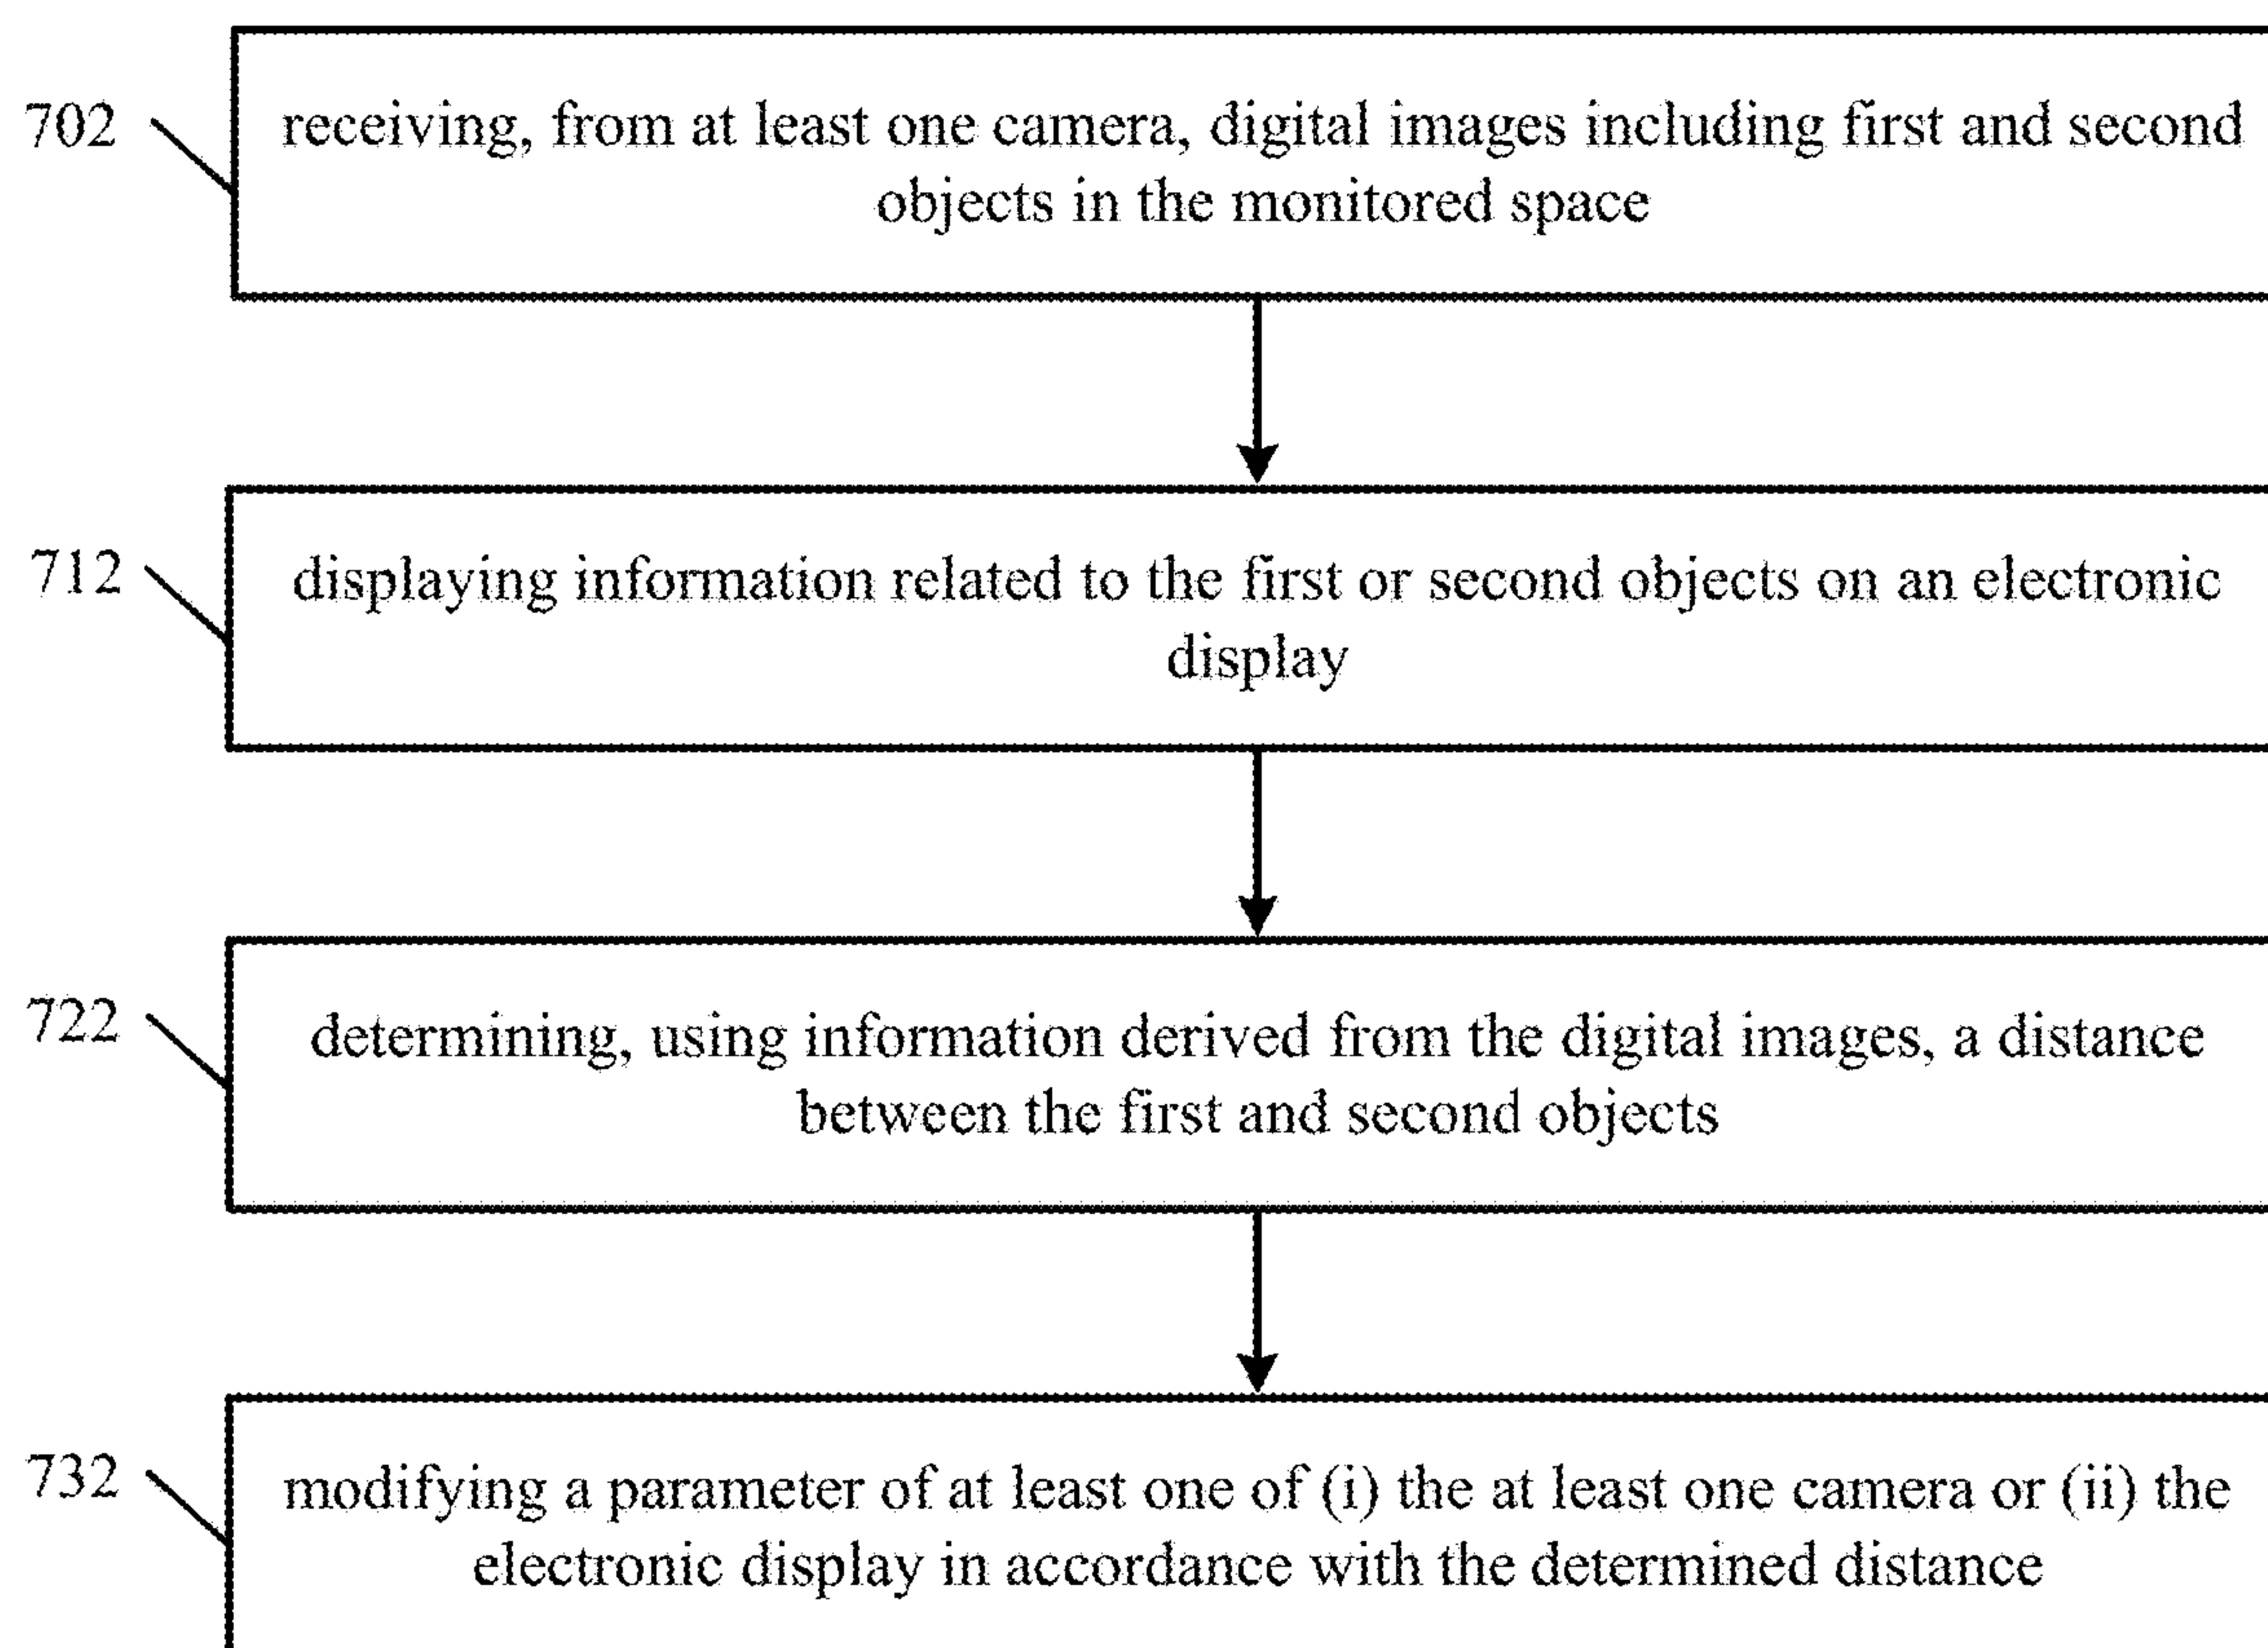 702
receiving, from at least one camera, digital images including first and second
objects in the monitored space
712
displaying information related to the first or second objects on an electronic
display
722
determining, using information derived from the digital images, a distance
between the first and second objects
732
modifying a parameter of at least one of (i) the at least one camera or (ii) the
electronic display in accordance with the determined distance